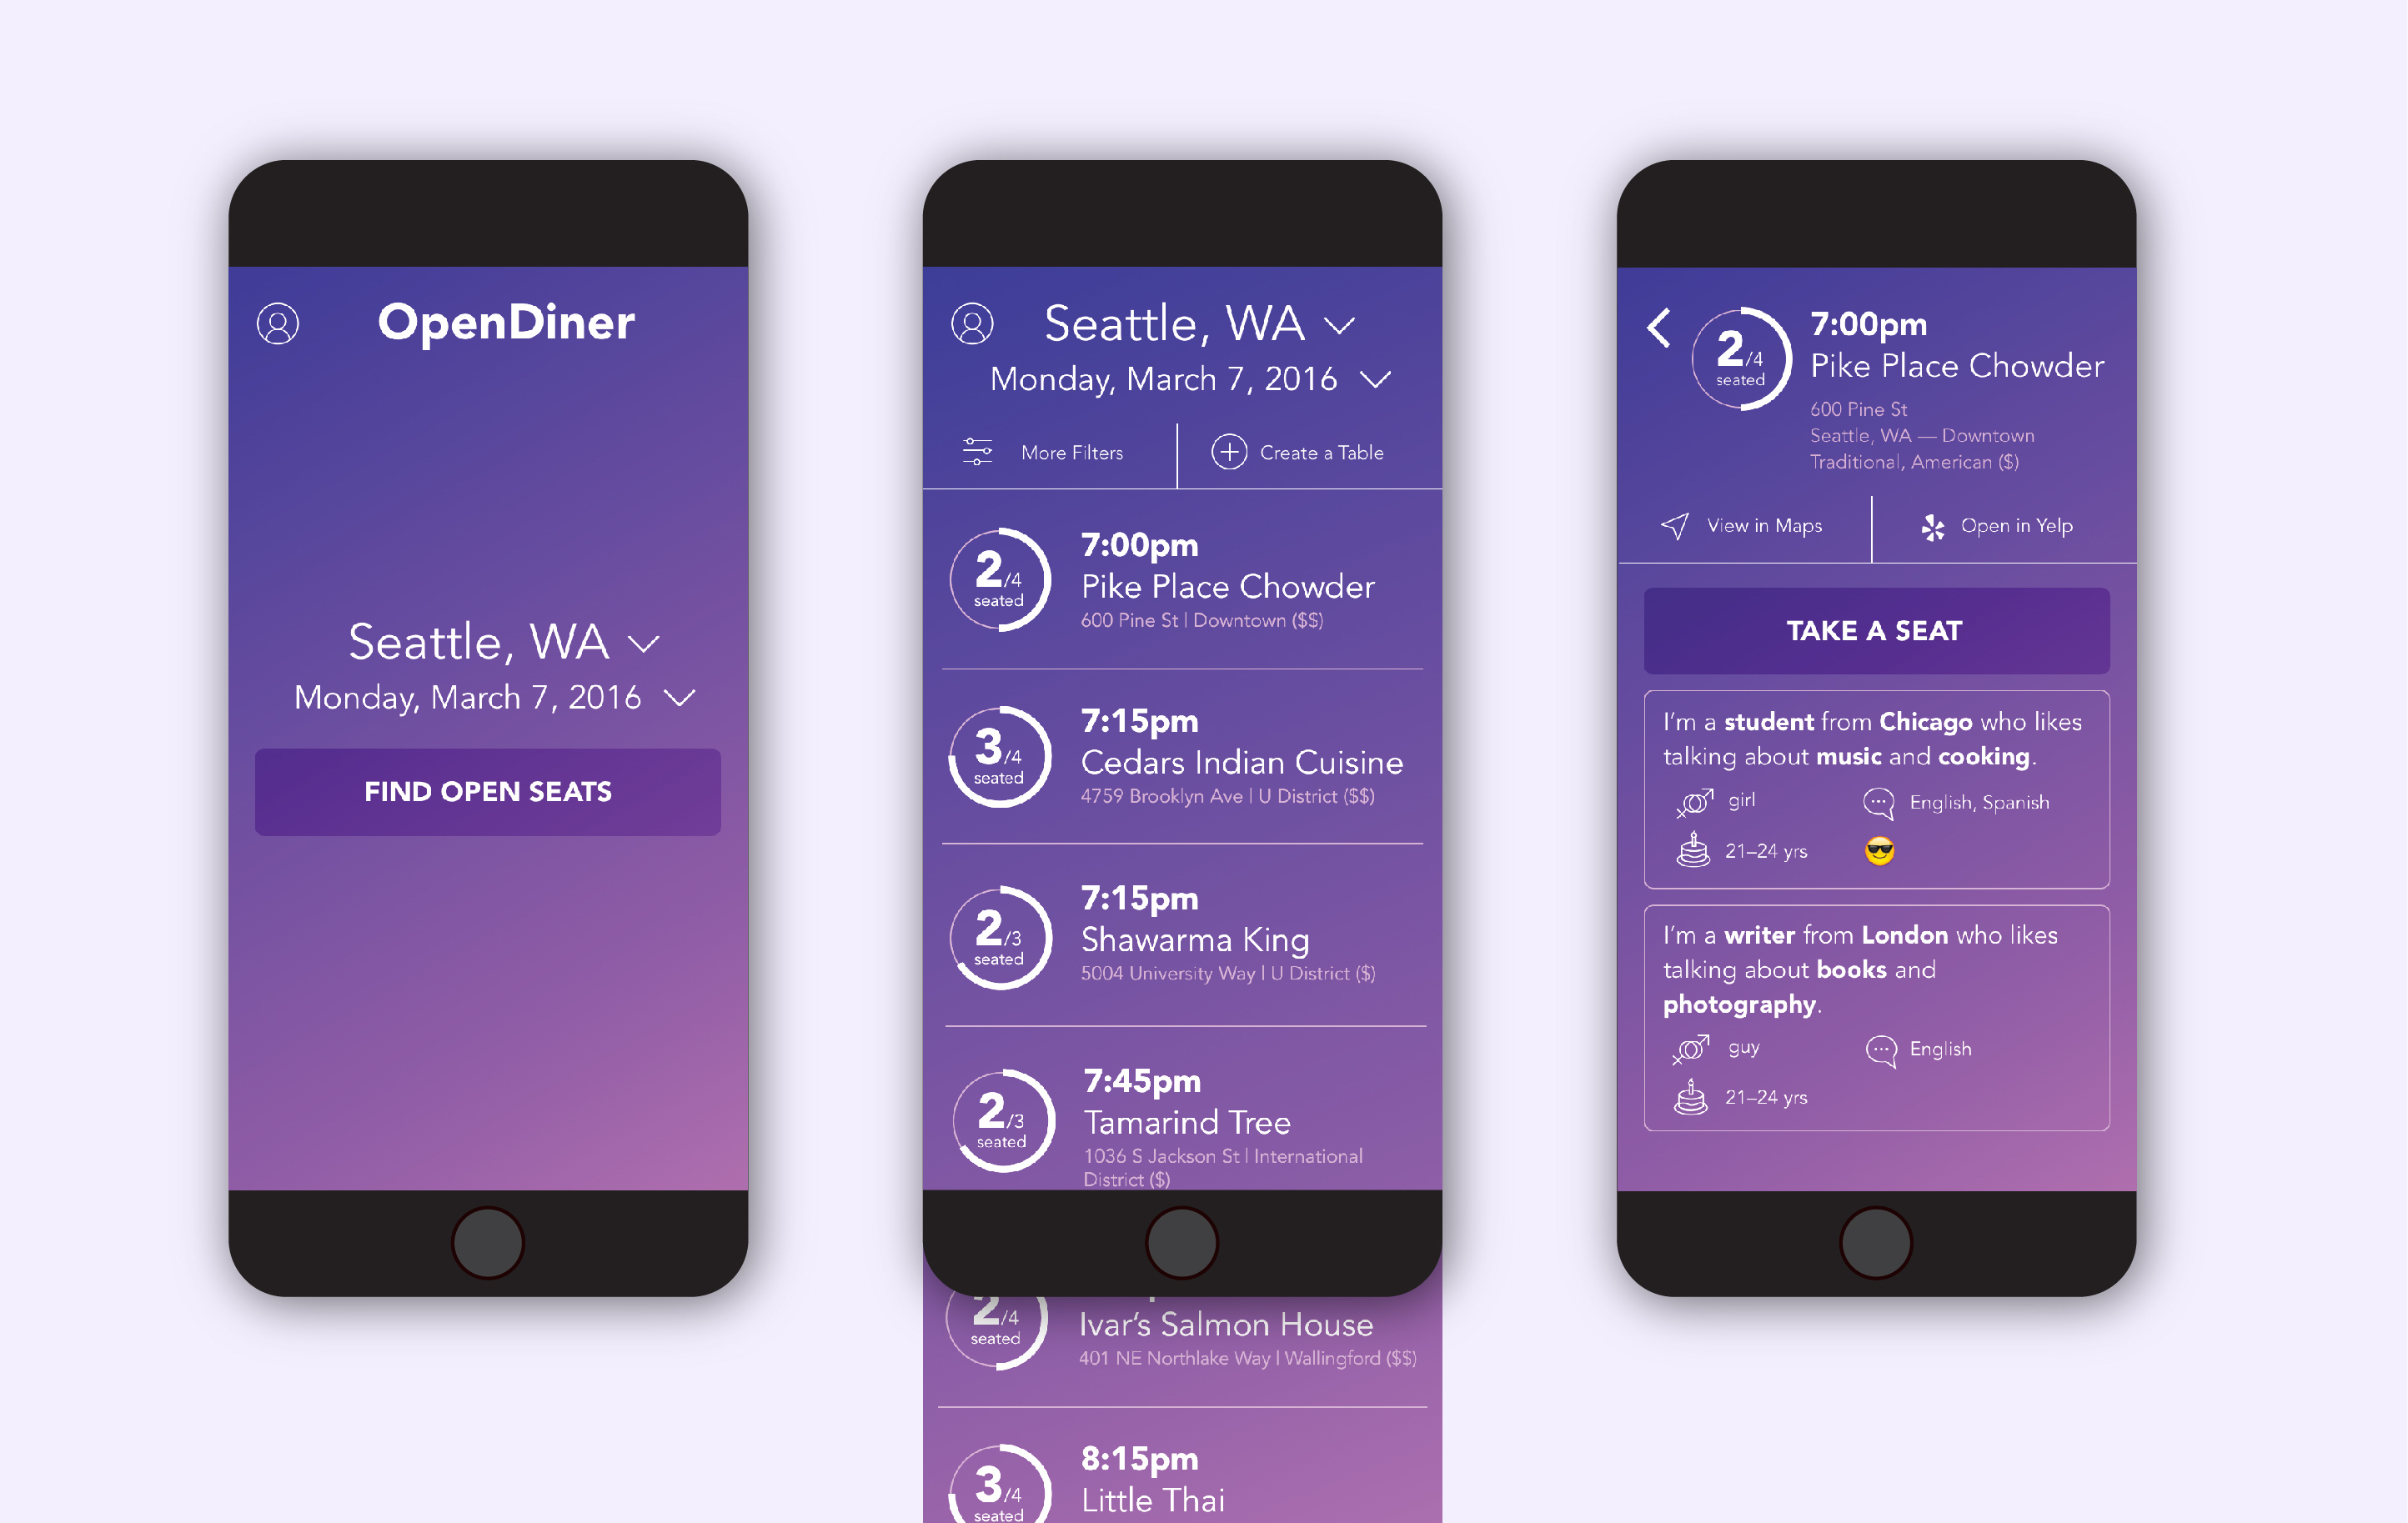 OpenDiner
Seattle, WA
Monday, March 7, 2016
FIND OPEN SEATS
Seattle, WA
Monday, March 7, 2016
More Filters
Create a Table
2/4
seated
7:00pm
Pike Place Chowder
600 Pine St | Downtown ($$)
3/4
seated
7:15pm
Cedars Indian Cuisine
4759 Brooklyn Ave | U District ($$)
2/3
seated
7:15pm
Shawarma King
5004 University Way | U District ($)
2/3
seated
7:45pm
Tamarind Tree
1036 S Jackson St | International
District ($)
2/4
seated
Ivar's Salmon House
401 NE Northlake Way | Wallingford ($$)
3/4
seated
8:15pm
Little Thai
2/4
seated
7:00pm
Pike Place Chowder
600 Pine St
Seattle, WA — Downtown
Traditional, American ($)
View in Maps
Open in Yelp
TAKE A SEAT
I'm a student from Chicago who likes
talking about music and cooking.
girl
English, Spanish
21–24 yrs
I'm a writer from London who likes
talking about books and
photography.
guy
English
21–24 yrs